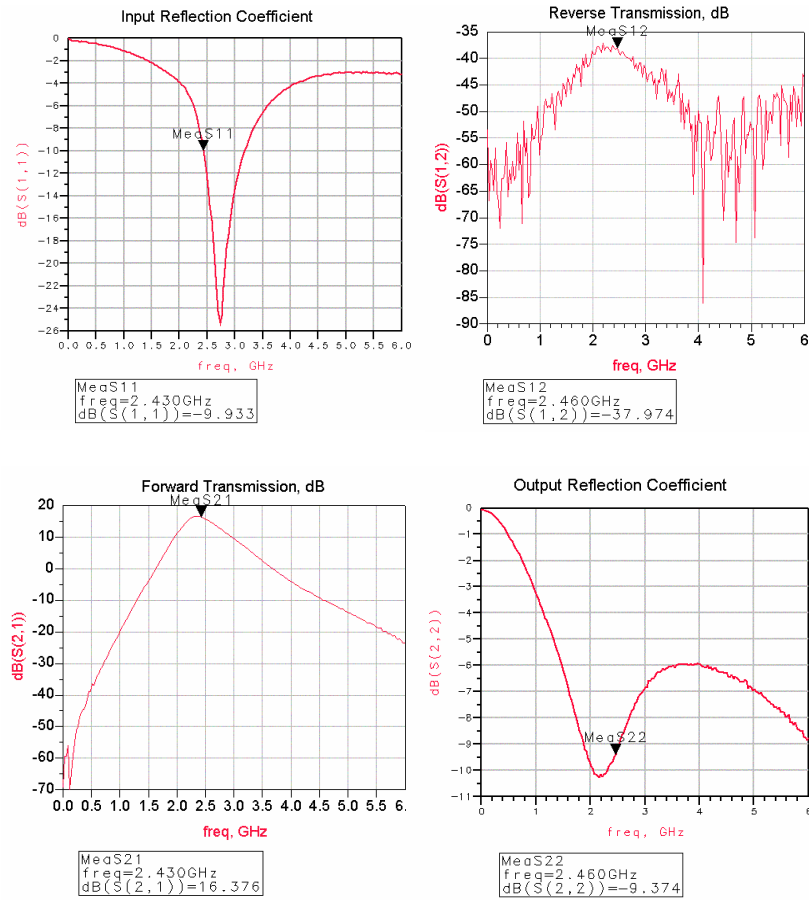 Input Reflection Coefficient
0
-2
-4
-6
-8
-10
-12
-14
-16
-18
-20
-22
-24
-26
dB(S(1,1))
MeaS11
0.0 0.5 1.0 1.5 2.0 2.5 3.0 3.5 4.0 4.5 5.0 5.5 6.0
freq, GHz
MeaS11
freq=2.430GHz
dB(S(1,1))=-9.933
Reverse Transmission, dB
MeaS12
-35
-40
-45
-50
-55
-60
-65
-70
-75
-80
-85
-90
dB(S(1,2))
0 1 2 3 4 5 6
freq, GHz
MeaS12
freq=2.460GHz
dB(S(1,2))=-37.974
Forward Transmission, dB
MeaS21
20
10
0
-10
-20
-30
-40
-50
-60
-70
dB(S(2,1))
0.0 0.5 1.0 1.5 2.0 2.5 3.0 3.5 4.0 4.5 5.0 5.5 6.
freq, GHz
MeaS21
freq=2.430GHz
dB(S(2,1))=16.376
Output Reflection Coefficient
0
-1
-2
-3
-4
-5
-6
-7
-8
-9
-10
-11
dB(S(2,2))
MeaS22
0 1 2 3 4 5 6
freq, GHz
MeaS22
freq=2.460GHz
dB(S(2,2))=-9.374